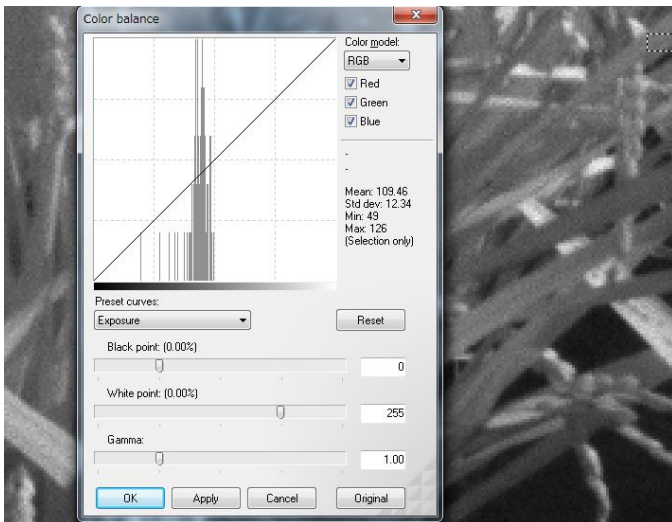 Color balance
Color model:
RGB
Red
Green
Blue
-
-
Mean: 109.46
Std dev: 12.34
Min: 49
Max: 126
(Selection only)
Preset curves:
Exposure
Reset
Black point: (0.00%)
0
White point: (0.00%)
255
Gamma:
1.00
OK
Apply
Cancel
Original